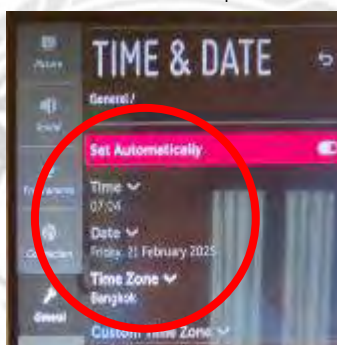 TIME & DATE
General /
Set Automatically
Time
07:04
Date
Friday, 21 February 2025
Time Zone
Bangkok
Custom Time Zone
Picture
Sound
Programmes
Connection
General